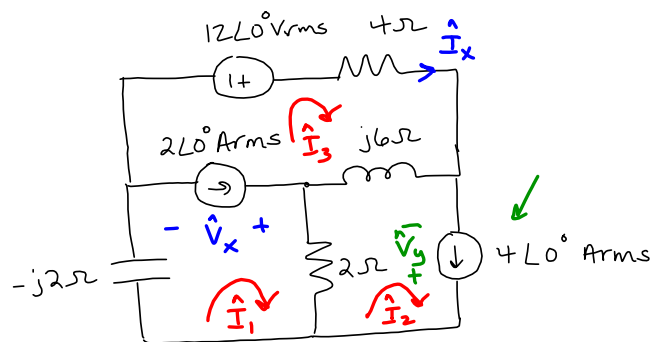 12∠0° Vrms
4Ω
Îx
1+
2∠0° Arms
Î3
j6Ω
- V̂x +
-j2Ω
2Ω
-
V̂y
+
4∠0° Arms
Î1
Î2